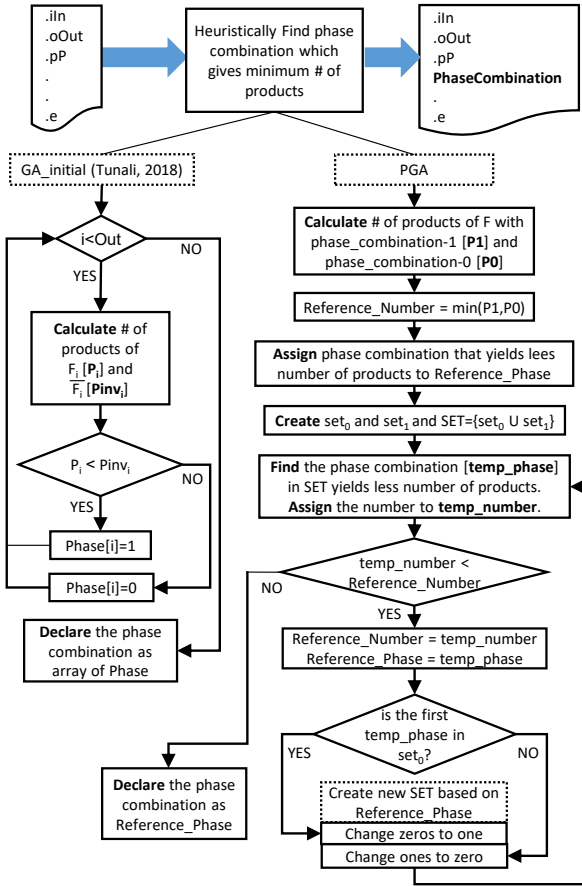 .iIn
.oOut
.pP
.
.
.e
Heuristically Find phase
combination which
gives minimum # of
products
.iIn
.oOut
.pP
PhaseCombination
.
.e
GA_initial (Tunali, 2018)
i<Out
NO
YES
Calculate # of
products of
Fᵢ [Pᵢ] and
F̅ᵢ [Pinvᵢ]
Pᵢ < Pinvᵢ
NO
YES
Phase[i]=1
Phase[i]=0
Declare the phase
combination as
array of Phase
PGA
Calculate # of products of F with
phase_combination-1 [P1] and
phase_combination-0 [P0]
Reference_Number = min(P1,P0)
Assign phase combination that yields lees
number of products to Reference_Phase
Create set₀ and set₁ and SET={set₀ U set₁}
Find the phase combination [temp_phase]
in SET yields less number of products.
Assign the number to temp_number.
temp_number <
Reference_Number
NO
YES
Reference_Number = temp_number
Reference_Phase = temp_phase
is the first
temp_phase in
set₀?
YES
NO
Declare the phase
combination as
Reference_Phase
Create new SET based on
Reference_Phase
Change zeros to one
Change ones to zero